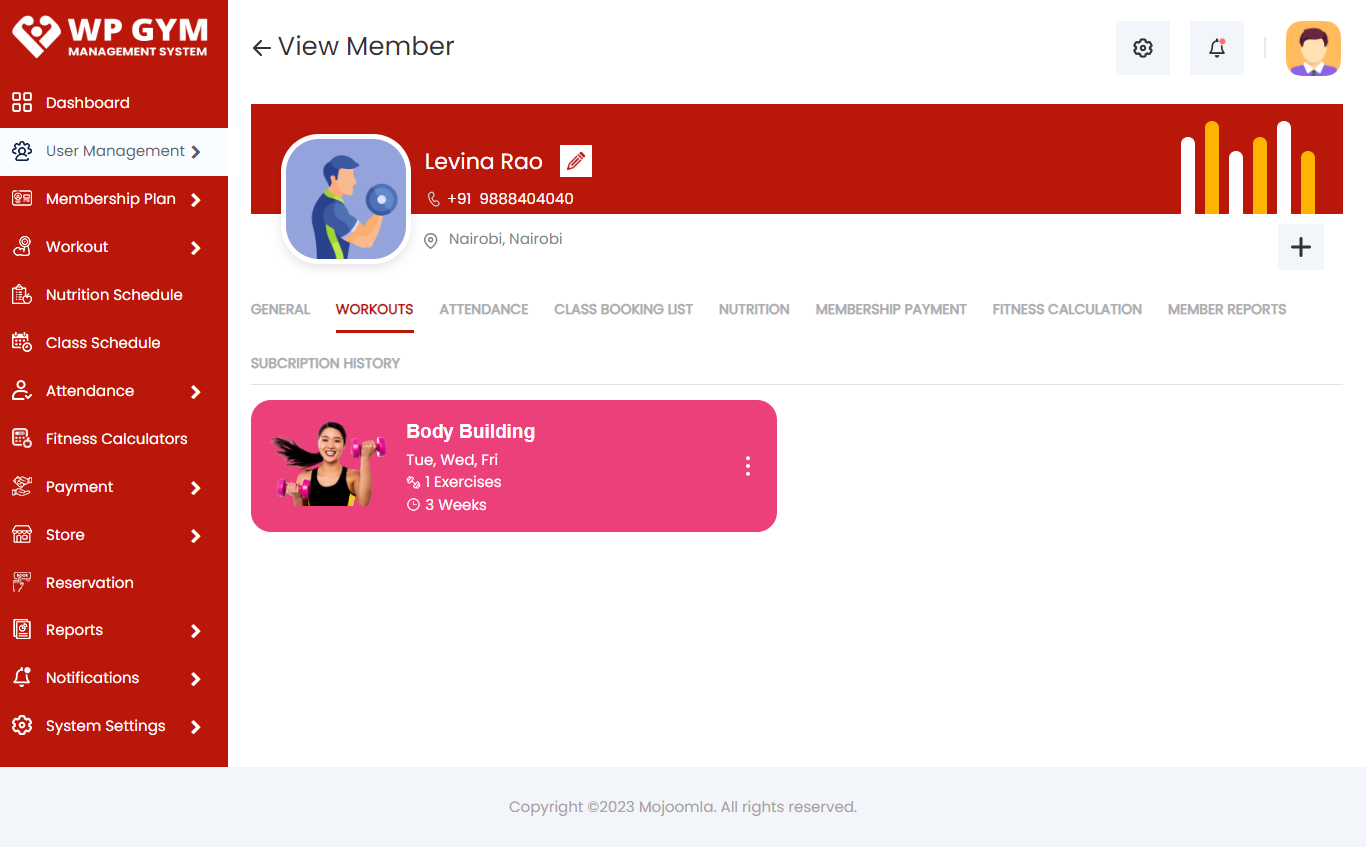 WP GYM
MANAGEMENT SYSTEM
Dashboard
User Management
Membership Plan
Workout
Nutrition Schedule
Class Schedule
Attendance
Fitness Calculators
Payment
Store
Reservation
Reports
Notifications
System Settings
View Member
Levina Rao
+91 9888404040
Nairobi, Nairobi
GENERAL WORKOUTS ATTENDANCE CLASS BOOKING LIST NUTRITION MEMBERSHIP PAYMENT FITNESS CALCULATION MEMBER REPORTS
SUBCRIPTION HISTORY
Body Building
Tue, Wed, Fri
1 Exercises
3 Weeks
Copyright ©2023 Mojoomla. All rights reserved.